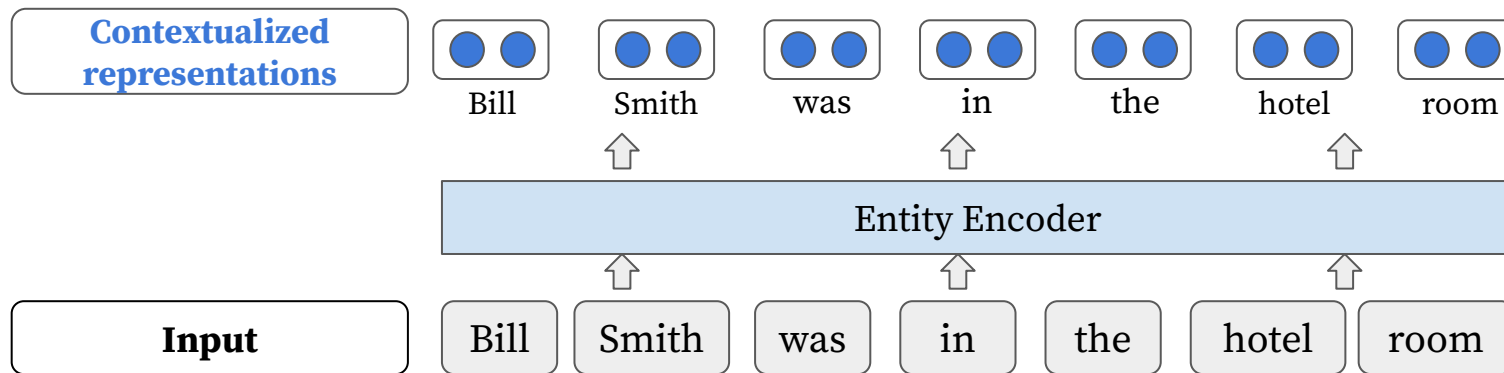 Contextualized
representations
Bill Smith was in the hotel room
Entity Encoder
Input
Bill Smith was in the hotel room